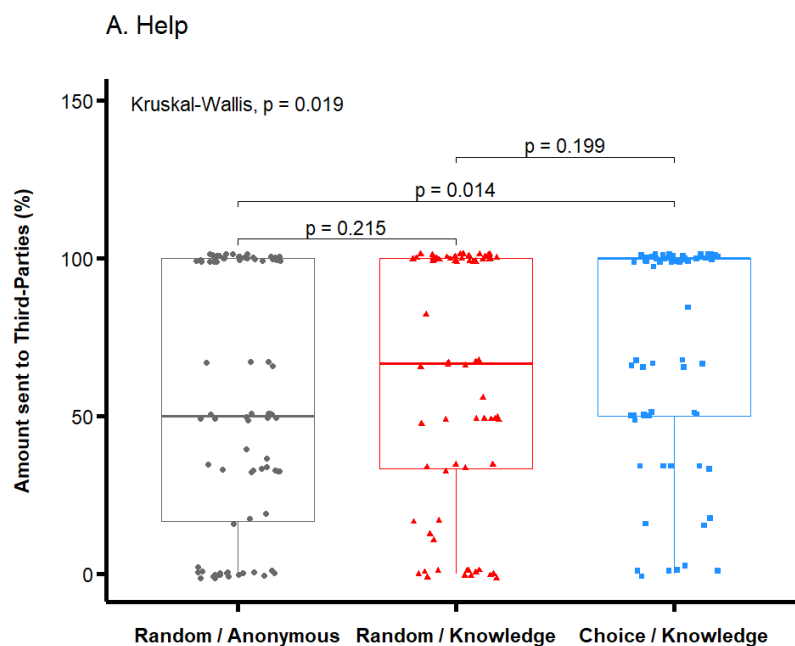 A. Help
150
Kruskal-Wallis, p = 0.019
p = 0.199
p = 0.014
p = 0.215
100
50
0
Amount sent to Third-Parties (%)
Random / Anonymous Random / Knowledge Choice / Knowledge